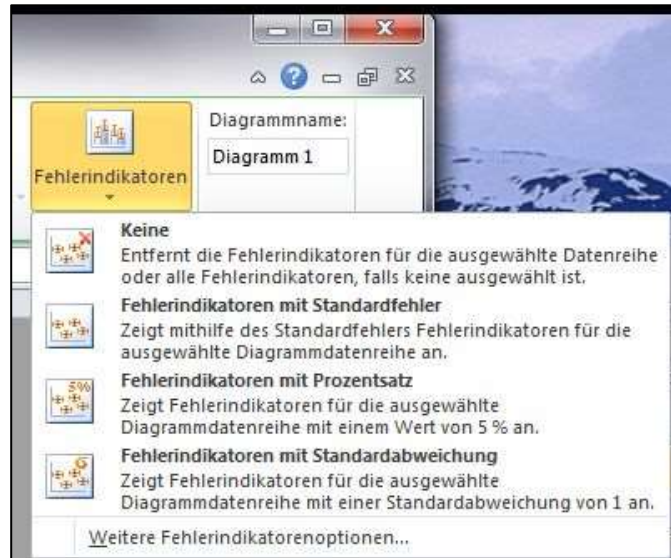 Diagrammname:
Diagramm 1
Fehlerindikatoren
Keine
Entfernt die Fehlerindikatoren für die ausgewählte Datenreihe
oder alle Fehlerindikatoren, falls keine ausgewählt ist.
Fehlerindikatoren mit Standardfehler
Zeigt mithilfe des Standardfehlers Fehlerindikatoren für die
ausgewählte Diagrammdatenreihe an.
5%
Fehlerindikatoren mit Prozentsatz
Zeigt Fehlerindikatoren für die ausgewählte
Diagrammdatenreihe mit einem Wert von 5 % an.
Fehlerindikatoren mit Standardabweichung
Zeigt Fehlerindikatoren für die ausgewählte
Diagrammdatenreihe mit einer Standardabweichung von 1 an.
Weitere Fehlerindikatorenoptionen...